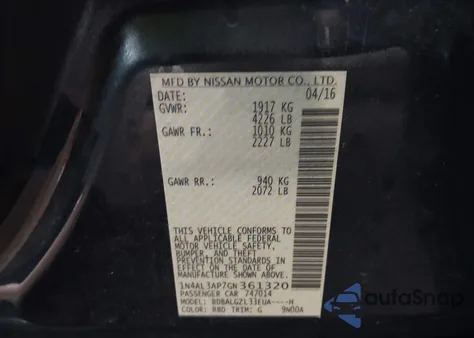 MFD BY NISSAN MOTOR CO., LTD.
DATE: 04/16
GVWR: 1917 KG
4226 LB
GAWR FR.: 1010 KG
2227 LB
GAWR RR.: 940 KG
2072 LB
THIS VEHICLE CONFORMS TO
ALL APPLICABLE FEDERAL
MOTOR VEHICLE SAFETY,
BUMPER, AND THEFT
PREVENTION STANDARDS IN
EFFECT ON THE DATE OF
MANUFACTURE SHOWN ABOVE.
1N4AL3AP7GN361320
PASSENGER CAR 747014
MODEL: BDBALGZL33EUA----H
COLOR: RBD TRIM: G 9N00A
autoSnap